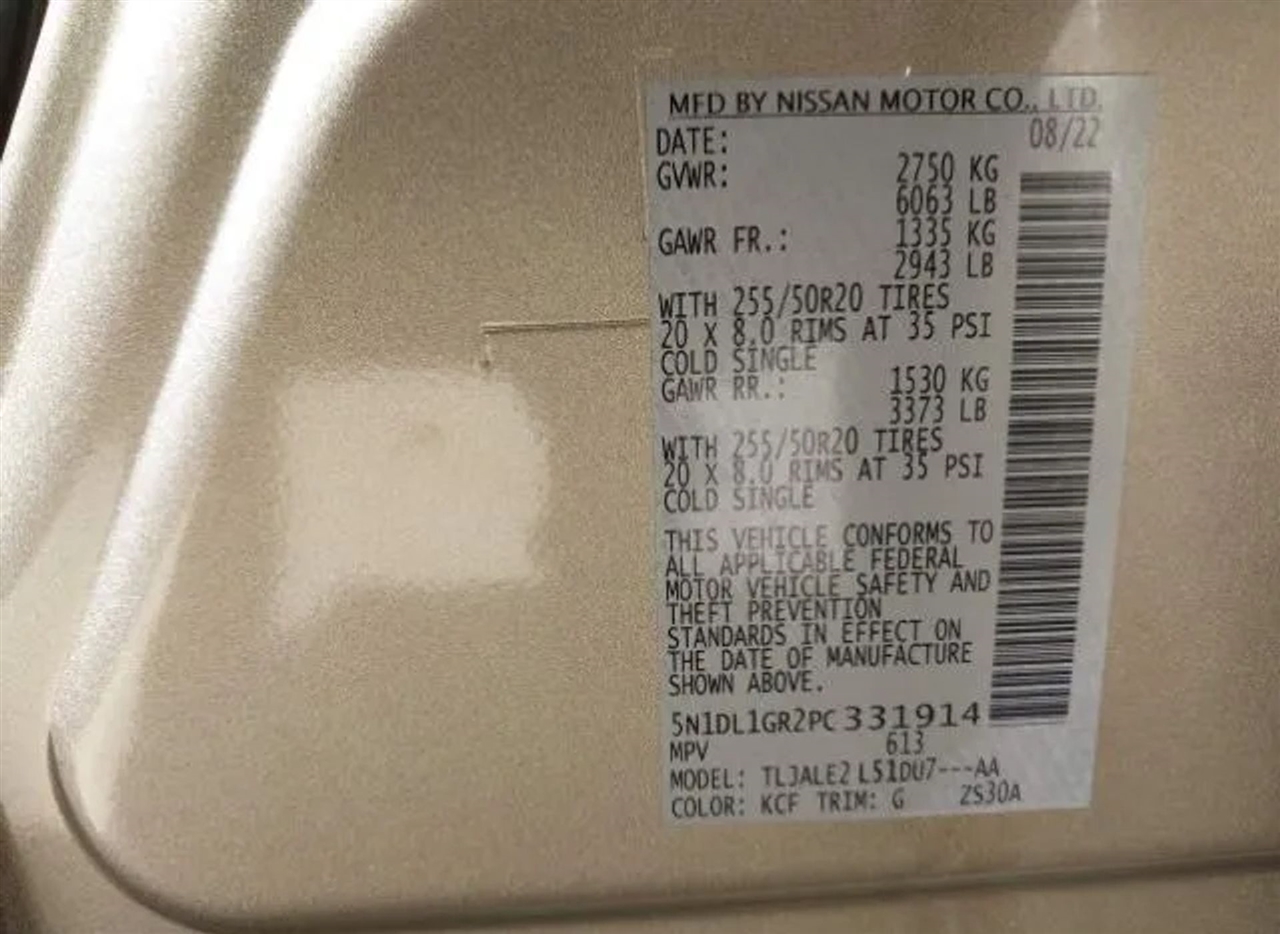 MFD BY NISSAN MOTOR CO., LTD.
DATE: 08/22
GVWR: 2750 KG
6063 LB
GAWR FR.: 1335 KG
2943 LB
WITH 255/50R20 TIRES
20 X 8.0 RIMS AT 35 PSI
COLD SINGLE
GAWR RR.: 1530 KG
3373 LB
WITH 255/50R20 TIRES
20 X 8.0 RIMS AT 35 PSI
COLD SINGLE
THIS VEHICLE CONFORMS TO
ALL APPLICABLE FEDERAL
MOTOR VEHICLE SAFETY AND
THEFT PREVENTION
STANDARDS IN EFFECT ON
THE DATE OF MANUFACTURE
SHOWN ABOVE.
5N1DL1GR2PC331914
MPV 613
MODEL: TLJALE2 L51DU7---AA
COLOR: KCF TRIM: G ZS30A